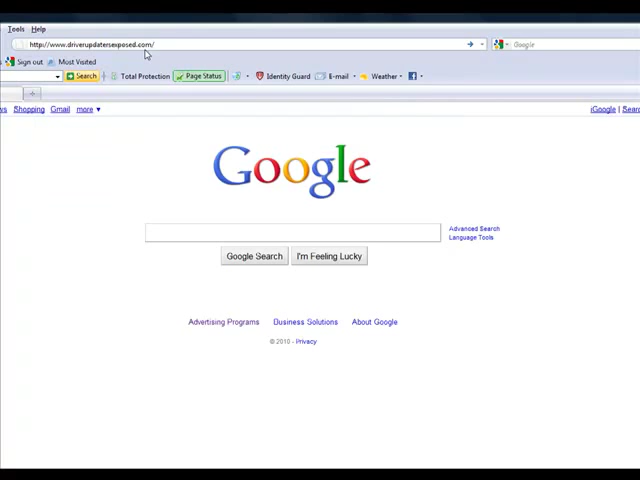 Tools Help
http://www.driverupdatersexposed.com/ Google
Sign out Most Visited
Search Total Protection Page Status Identity Guard E-mail Weather
Shopping Gmail more ▼ iGoogle |
Google
Advanced Search
Language Tools
Google Search I'm Feeling Lucky
Advertising Programs Business Solutions About Google
© 2010 - Privacy